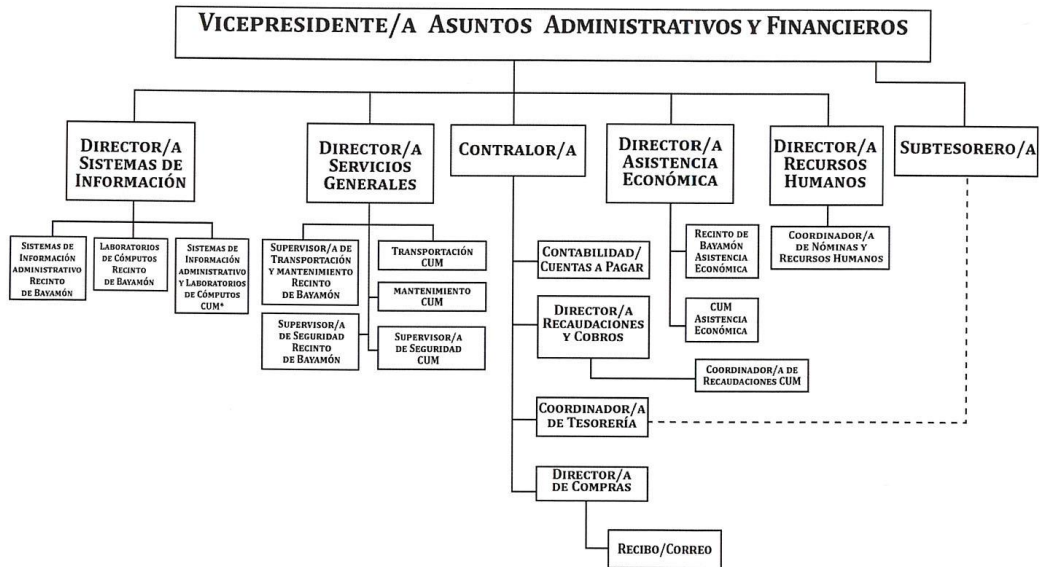 VICEPRESIDENTE/A ASUNTOS ADMINISTRATIVOS Y FINANCIEROS
DIRECTOR/A
SISTEMAS DE
INFORMACIÓN
DIRECTOR/A
SERVICIOS
GENERALES
CONTRALOR/A
DIRECTOR/A
ASISTENCIA
ECONÓMICA
DIRECTOR/A
RECURSOS
HUMANOS
SUBTESORERO/A
SISTEMAS DE
INFORMACIÓN
ADMINISTRATIVO
RECINTO
DE BAYAMÓN
LABORATORIOS
DE CÓMPUTOS
RECINTO
DE BAYAMÓN
SISTEMAS DE
INFORMACIÓN
ADMINISTRATIVO
Y LABORATORIOS
DE CÓMPUTOS
CUM*
SUPERVISOR/A DE
TRANSPORTACIÓN
Y MANTENIMIENTO
RECINTO
DE BAYAMÓN
TRANSPORTACIÓN
CUM
MANTENIMIENTO
CUM
SUPERVISOR/A
DE SEGURIDAD
RECINTO
DE BAYAMÓN
SUPERVISOR/A
DE SEGURIDAD
CUM
CONTABILIDAD/
CUENTAS A PAGAR
DIRECTOR/A
RECAUDACIONES
Y COBROS
COORDINADOR/A DE
RECAUDACIONES CUM
COORDINADOR/A
DE TESORERÍA
DIRECTOR/A
DE COMPRAS
RECIBO/CORREO
RECINTO DE
BAYAMÓN
ASISTENCIA
ECONÓMICA
CUM
ASISTENCIA
ECONÓMICA
COORDINADOR/A
DE NÓMINAS Y
RECURSOS HUMANOS